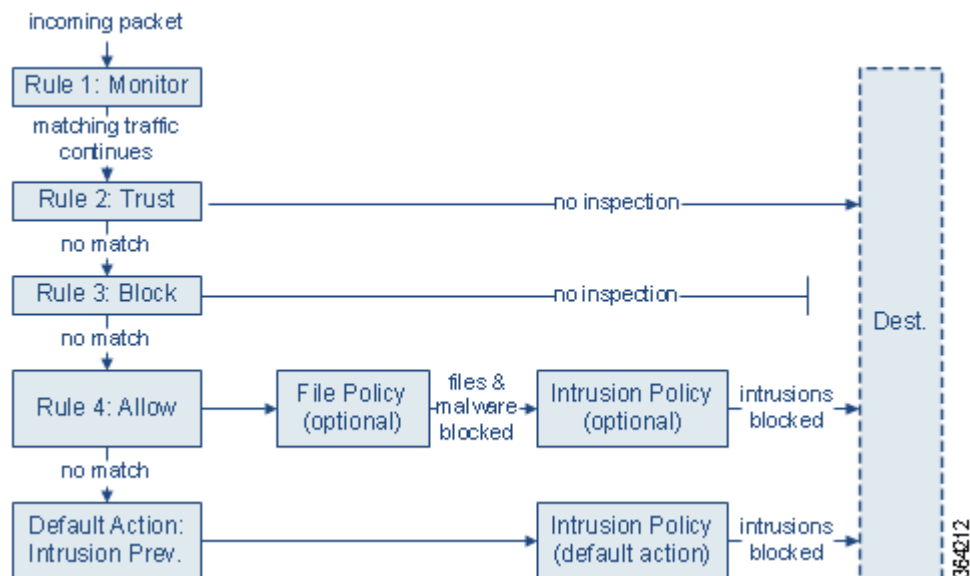 incoming packet
Rule 1: Monitor
matching traffic
continues
Rule 2: Trust
no inspection
no match
Rule 3: Block
no inspection
no match
Dest.
Rule 4: Allow
File Policy
(optional)
files &
malware
blocked
Intrusion Policy
(optional)
intrusions
blocked
no match
Default Action:
Intrusion Prev.
Intrusion Policy
(default action)
intrusions
blocked
364212